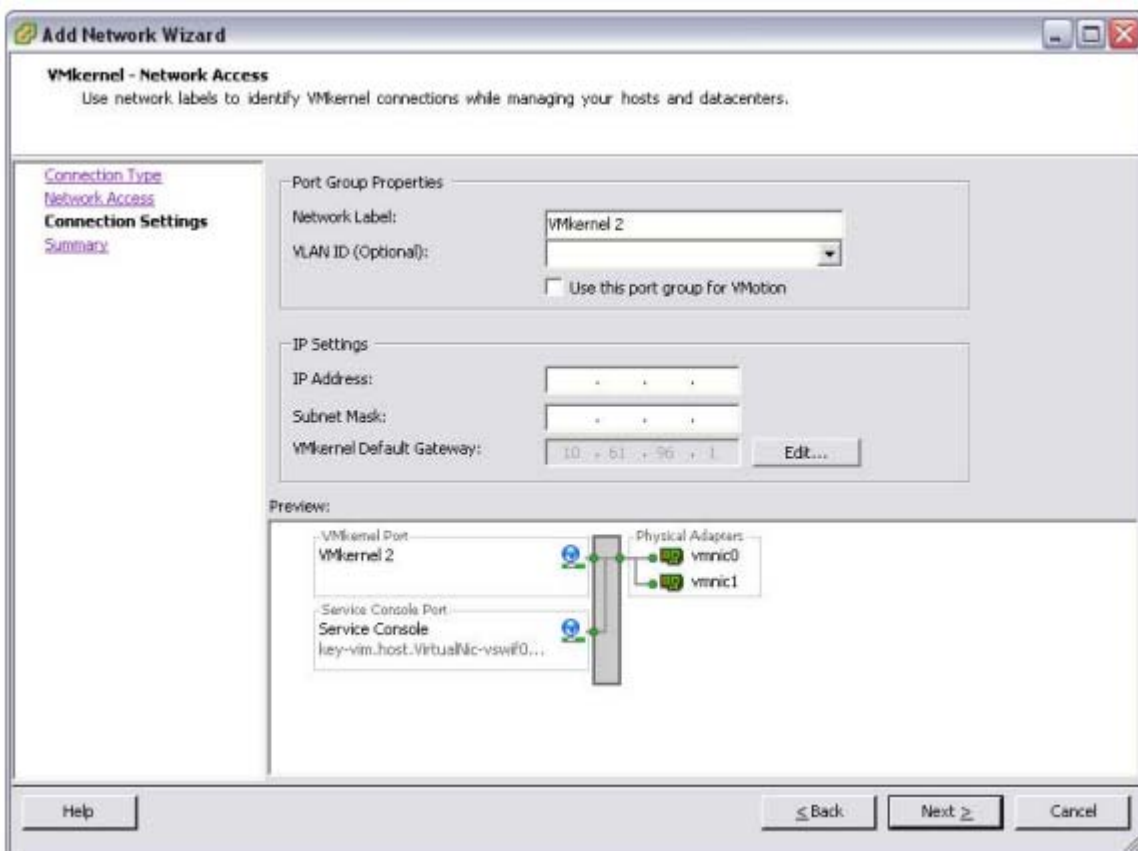 Add Network Wizard
VMkernel - Network Access
Use network labels to identify VMkernel connections while managing your hosts and datacenters.
Connection Type
Network Access
Connection Settings
Summary
Port Group Properties
Network Label:
VMkernel 2
VLAN ID (Optional):
Use this port group for VMotion
IP Settings
IP Address:
. . .
Subnet Mask:
. . .
VMkernel Default Gateway:
10 . 61 . 96 . 1
Edit...
Preview:
VMkernel Port
VMkernel 2
Service Console Port
Service Console
key-vim.host.VirtualNic-vswif0...
Physical Adapters
vmnic0
vmnic1
Help
≤ Back
Next ≥
Cancel